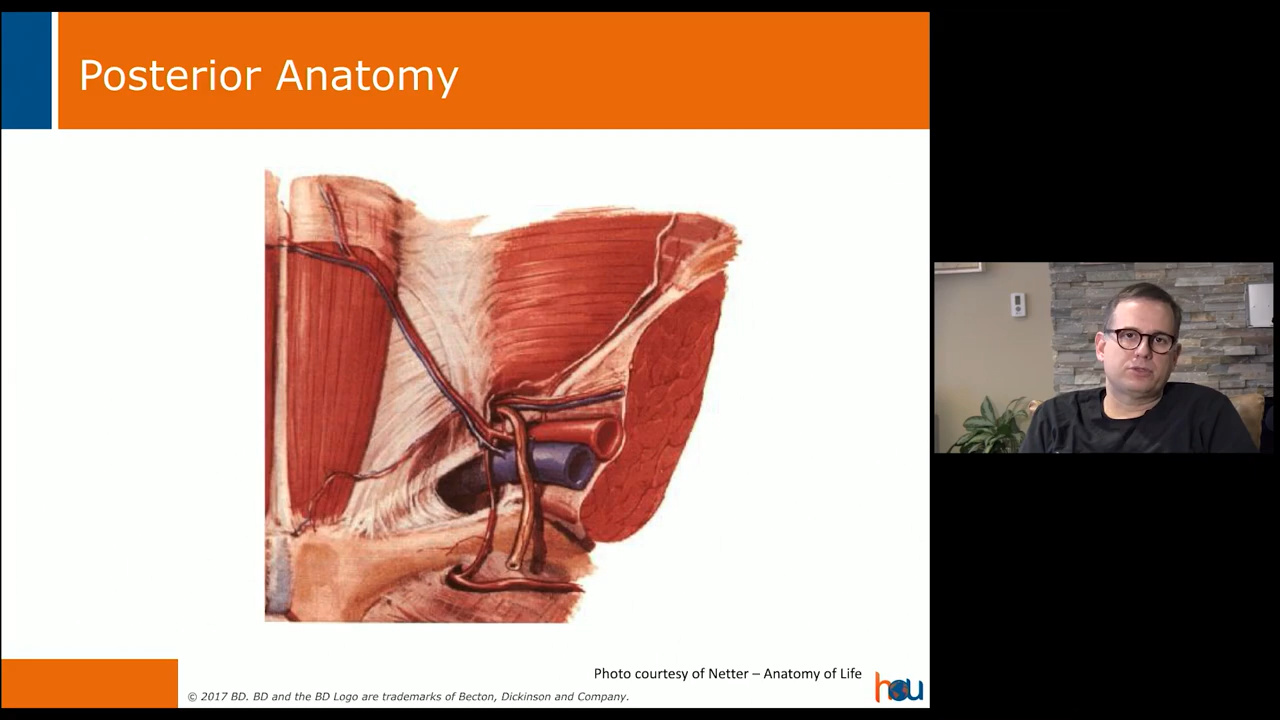 Posterior Anatomy
Photo courtesy of Netter – Anatomy of Life
© 2017 BD. BD and the BD Logo are trademarks of Becton, Dickinson and Company.
hou